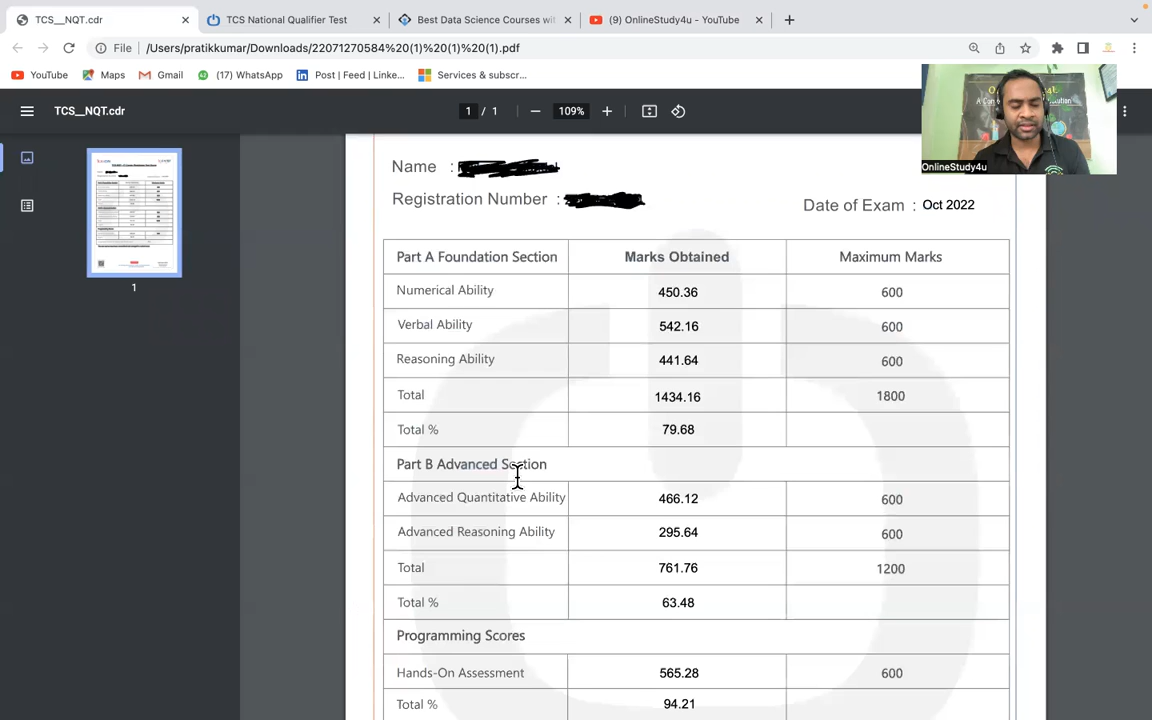 TCS_NQT.cdr
TCS National Qualifier Test
Best Data Science Courses wit
(9) OnlineStudy4u - YouTube
File /Users/pratikkumar/Downloads/22071270584%20(1)%20(1)%20(1).pdf
YouTube Maps Gmail (17) WhatsApp Post | Feed | Linke... Services & subscr...
TCS__NQT.cdr 1 / 1 109%
OnlineStudy4u
1
Name :
Registration Number :
Date of Exam : Oct 2022
Part A Foundation Section Marks Obtained Maximum Marks
Numerical Ability 450.36 600
Verbal Ability 542.16 600
Reasoning Ability 441.64 600
Total 1434.16 1800
Total % 79.68
Part B Advanced Section
Advanced Quantitative Ability 466.12 600
Advanced Reasoning Ability 295.64 600
Total 761.76 1200
Total % 63.48
Programming Scores
Hands-On Assessment 565.28 600
Total % 94.21